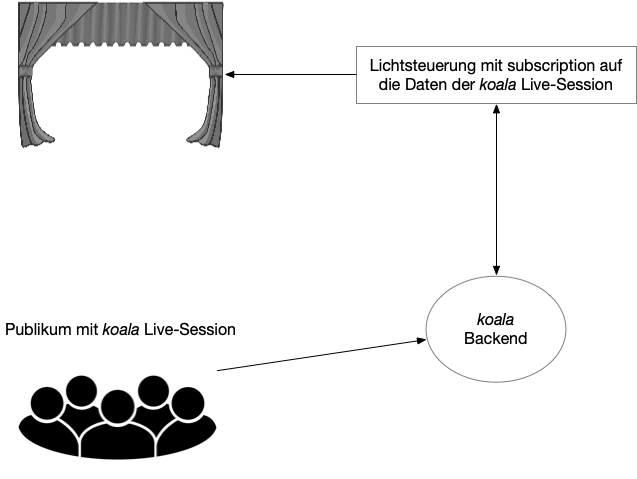 Lichtsteuerung mit subscription auf
die Daten der koala Live-Session
Publikum mit koala Live-Session
koala
Backend